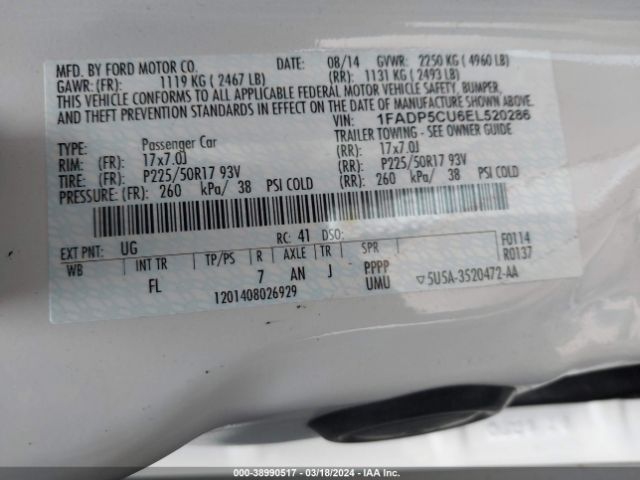 MFD. BY FORD MOTOR CO. DATE: 08/14 GVWR: 2250 KG ( 4960 LB)
GAWR: (FR): 1119 KG ( 2467 LB) (RR): 1131 KG ( 2493 LB)
THIS VEHICLE CONFORMS TO ALL APPLICABLE FEDERAL MOTOR VEHICLE SAFETY, BUMPER,
AND THEFT PREVENTION STANDARDS IN EFFECT ON THE DATE OF MANUFACTURE SHOWN ABOVE.
VIN: 1FADP5CU6EL520286
TYPE: Passenger Car TRAILER TOWING - SEE OWNER GUIDE
RIM: (FR): 17x7.0J (RR): 17x7.0J
TIRE: (FR): P225/50R17 93V (RR): P225/50R17 93V
PRESSURE: (FR): 260 kPa/ 38 PSI COLD (RR): 260 kPa/ 38 PSI COLD
EXT PNT: UG RC: 41 DSO: F0114
WB INT TR TP/PS R AXLE TR SPR R0137
FL 7 AN J PPPP
UMU
1201408026929 ▽5U5A-3520472-AA
000-38990517 - 03/18/2024 - IAA Inc.